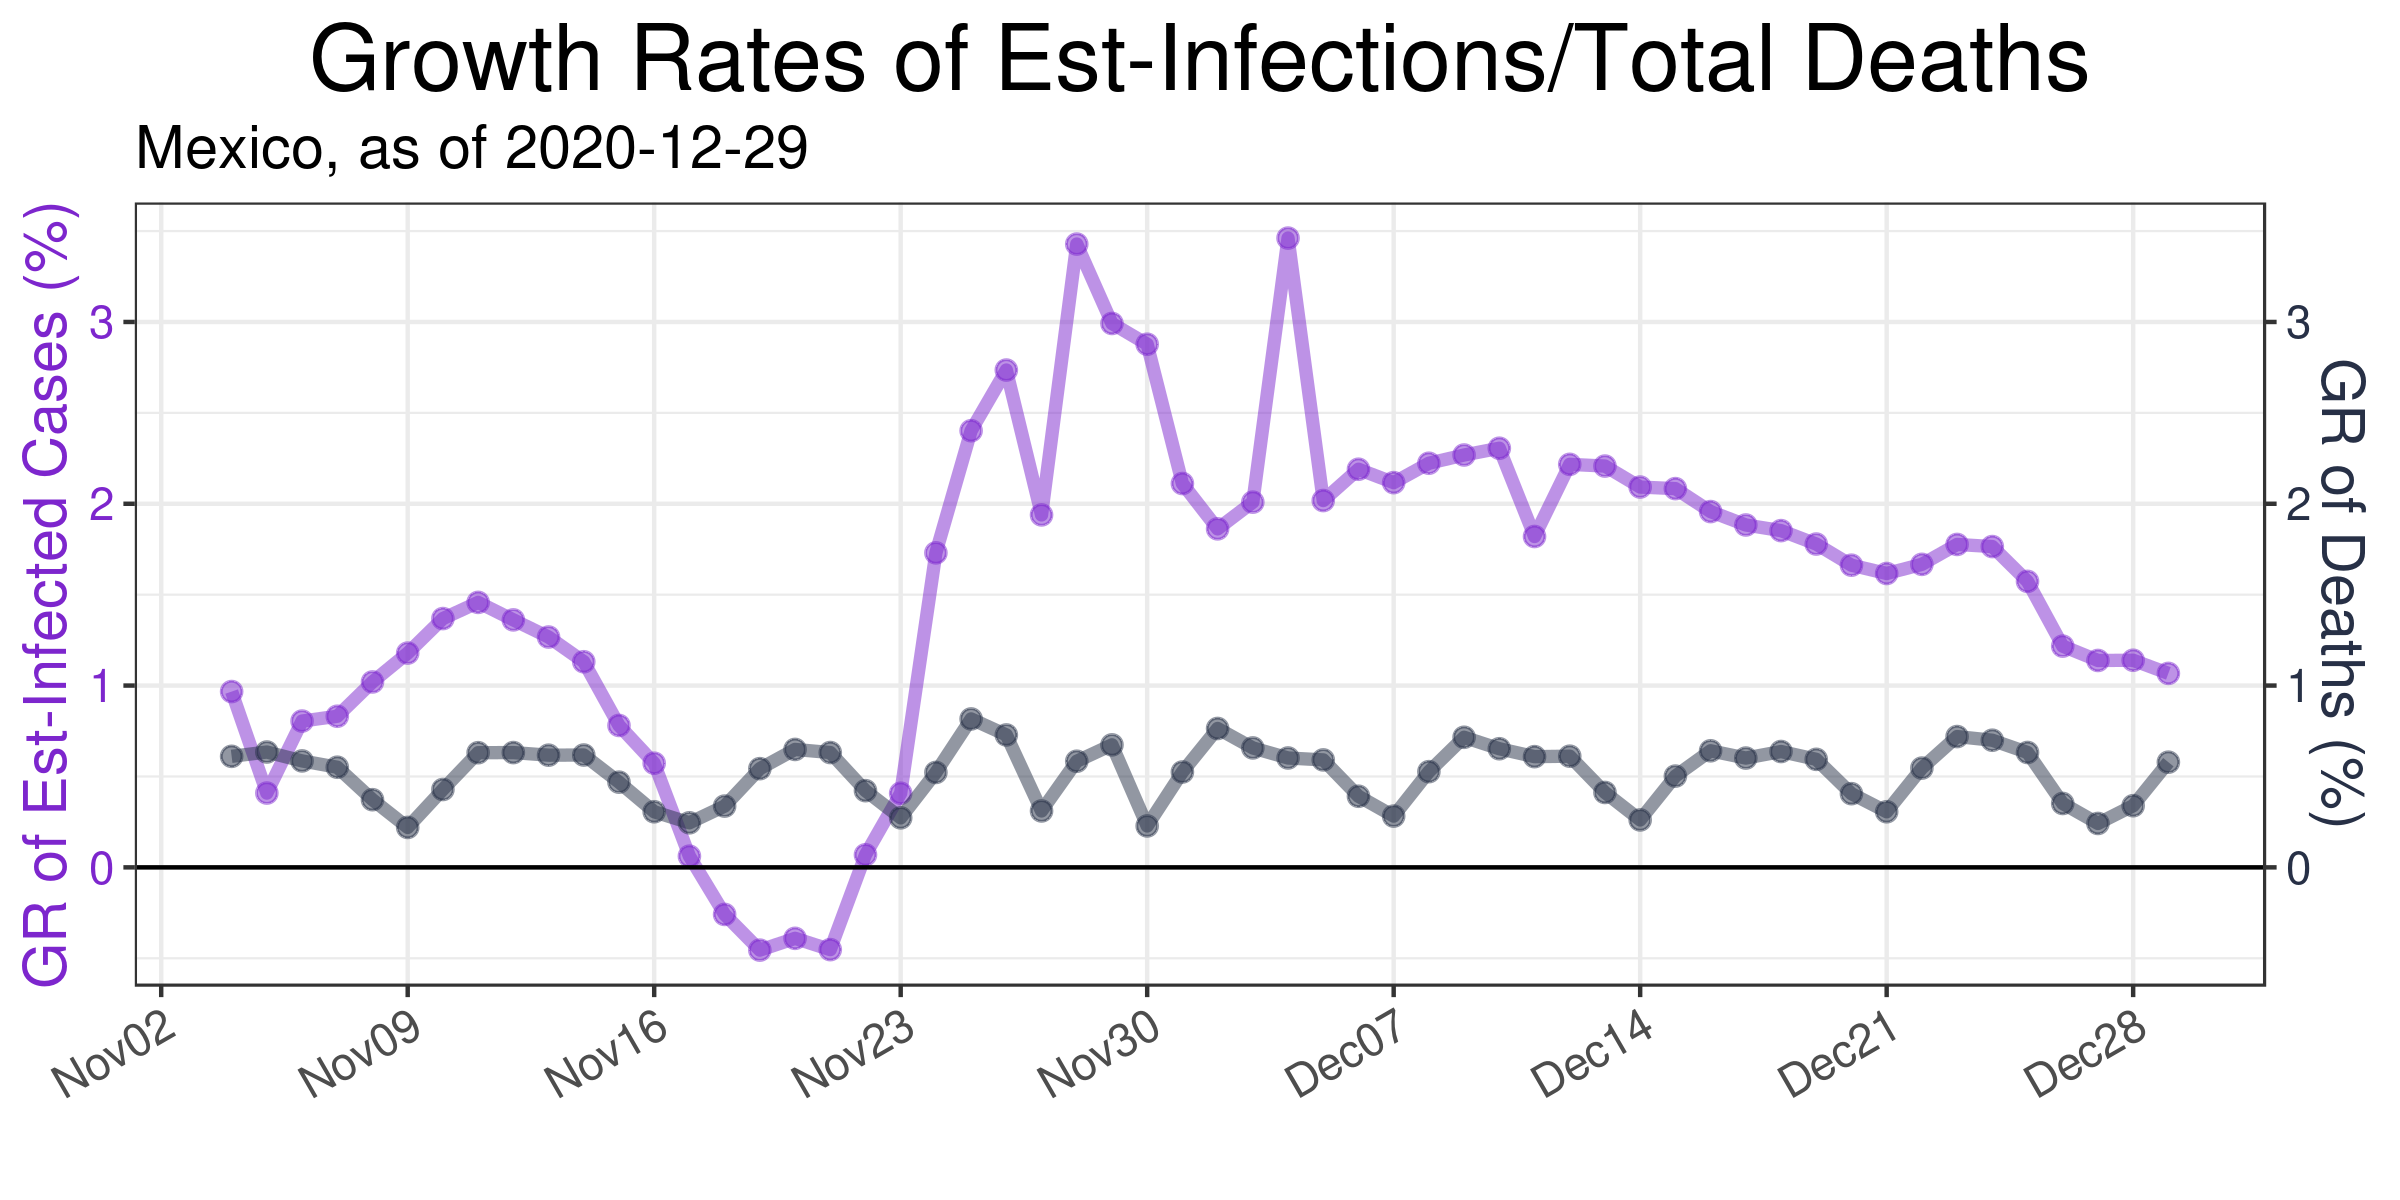 Growth Rates of Est-Infections/Total Deaths
Mexico, as of 2020-12-29
GR of Est-Infected Cases (%)
3
2
1
0
3
2
1
0
GR of Deaths (%)
Nov02
Nov09
Nov16
Nov23
Nov30
Dec07
Dec14
Dec21
Dec28